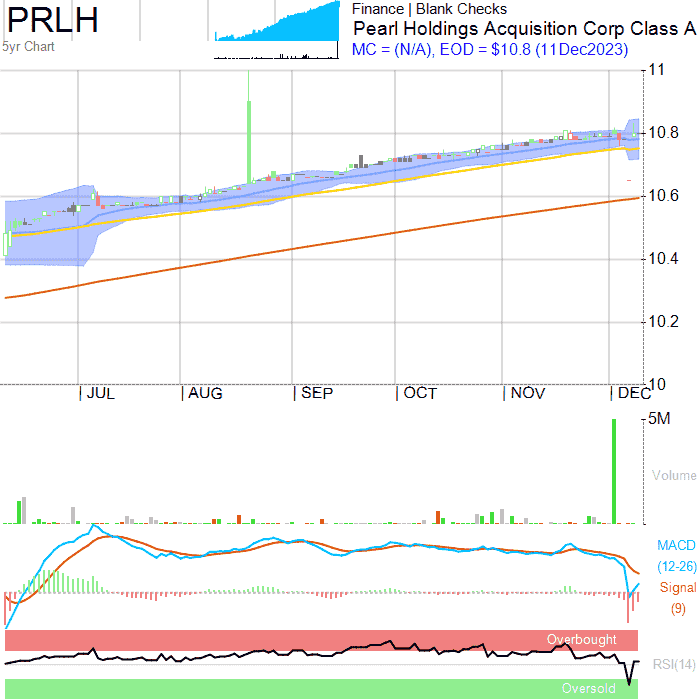 PRLH
Finance | Blank Checks
Pearl Holdings Acquisition Corp Class A
5yr Chart
MC = (N/A), EOD = $10.8 (11Dec2023)
11
10.8
10.6
10.4
10.2
10
JUL AUG SEP OCT NOV DEC
5M
Volume
MACD
(12-26)
Signal
(9)
Overbought
RSI(14)
Oversold